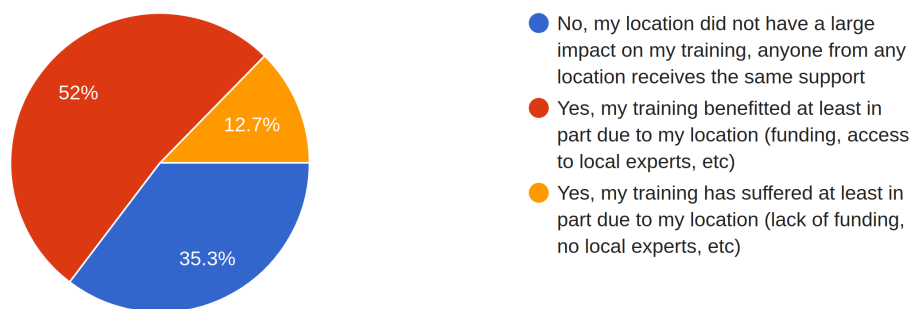 52%
12.7%
35.3%
No, my location did not have a large
impact on my training, anyone from any
location receives the same support
Yes, my training benefitted at least in
part due to my location (funding, access
to local experts, etc)
Yes, my training has suffered at least in
part due to my location (lack of funding,
no local experts, etc)